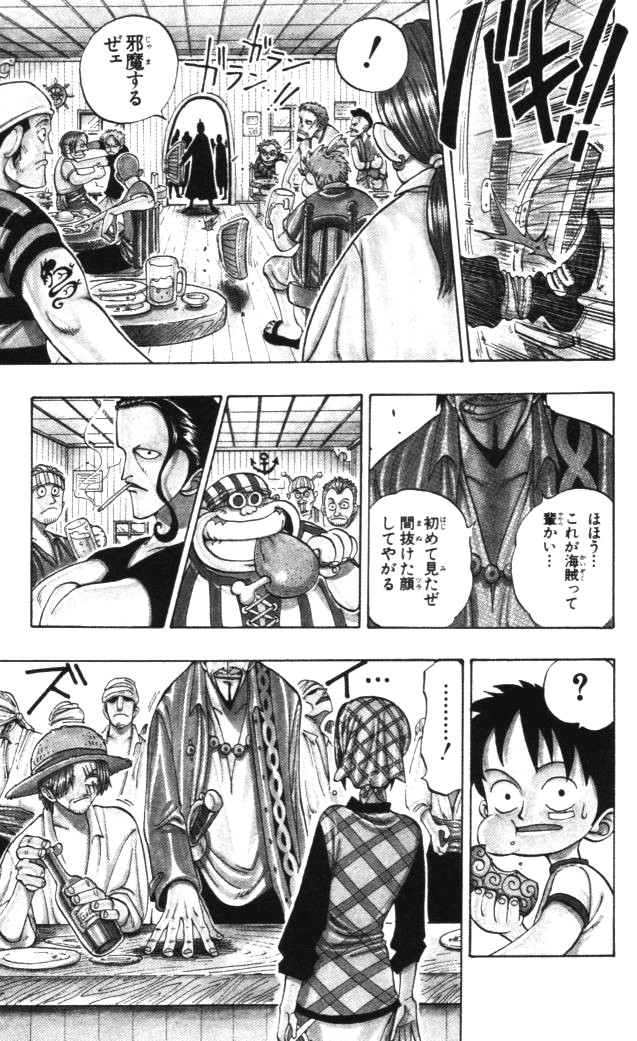 バキ!!
!
ガラン
ガラン!!
邪魔する
ぜェ
ほほう…
これが海賊って
輩かい…
初めて見たぜ
間抜けた顔
してやがる
?
………!
ズイ…